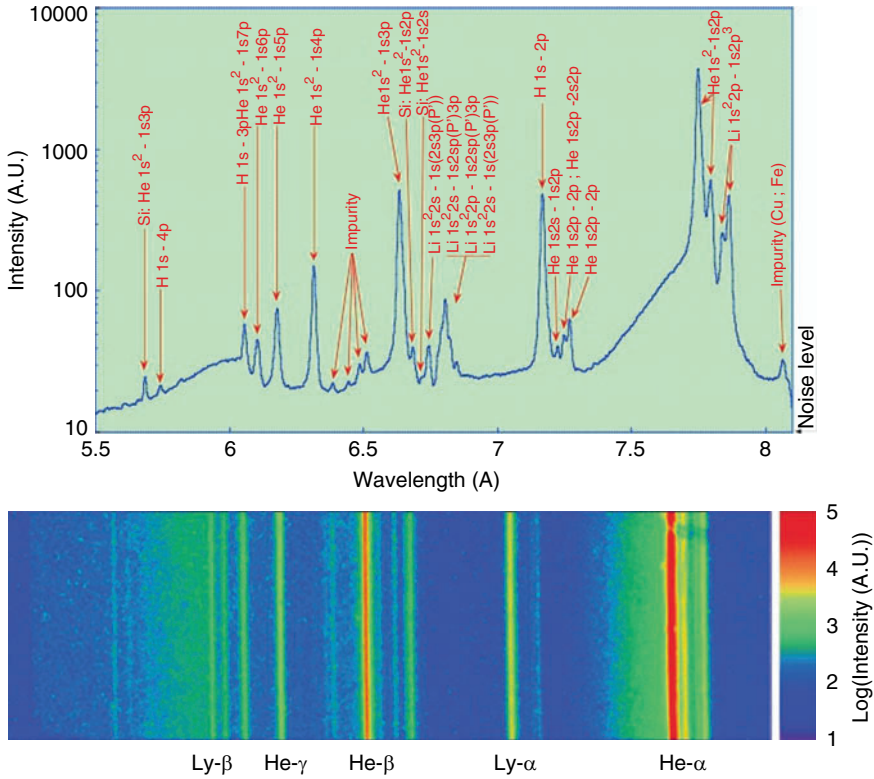 10000
1000
100
10
Intensity (A.U.)
Si: He 1s² - 1s3p
H 1s - 4p
H 1s - 3pHe 1s² - 1s7p
He 1s² - 1s6p
He 1s² - 1s5p
He 1s² - 1s4p
Impurity
He1s² - 1s3p
Si: He1s² -1s2p
Si: He1s²-1s2s
Li 1s²2s - 1s(2s3p(P'))
Li 1s²2s - 1s2sp(P')3p
Li 1s²2p - 1s2sp(P')3p
Li 1s²2s - 1s(2s3p(P'))
H 1s - 2p
He 1s2s - 1s2p
He 1s2p - 2p ; He 1s2p -2s2p
He 1s2p - 2p
He1s² -1s2p
Li 1s²2p - 1s2p³
Impurity (Cu ; Fe)
Noise level
5.5 6 6.5 7 7.5 8
Wavelength (A)
5
4
3
2
1
Log(Intensity (A.U.))
Ly-β He-γ He-β Ly-α He-α